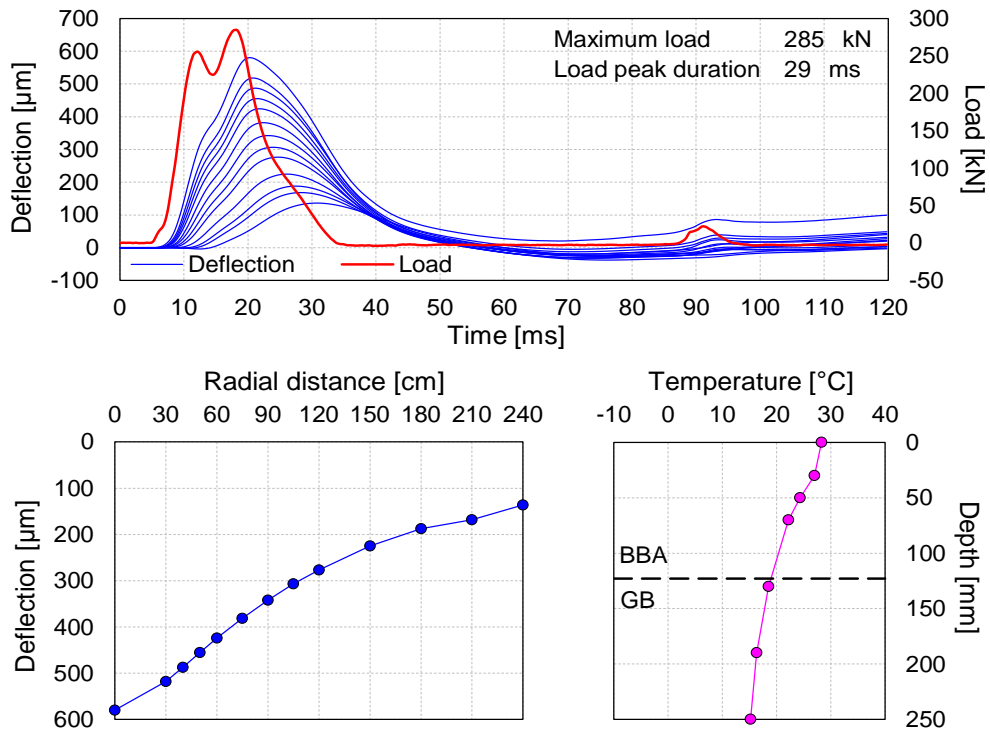 700
600
500
400
300
200
100
0
-100
Deflection [µm]
300
250
200
150
100
50
0
-50
Load [kN]
Maximum load 285 kN
Load peak duration 29 ms
Deflection Load
0 10 20 30 40 50 60 70 80 90 100 110 120
Time [ms]
Radial distance [cm]
0 30 60 90 120 150 180 210 240
0
100
200
300
400
500
600
Deflection [µm]
Temperature [°C]
-10 0 10 20 30 40
BBA
GB
0
50
100
150
200
250
Depth [mm]